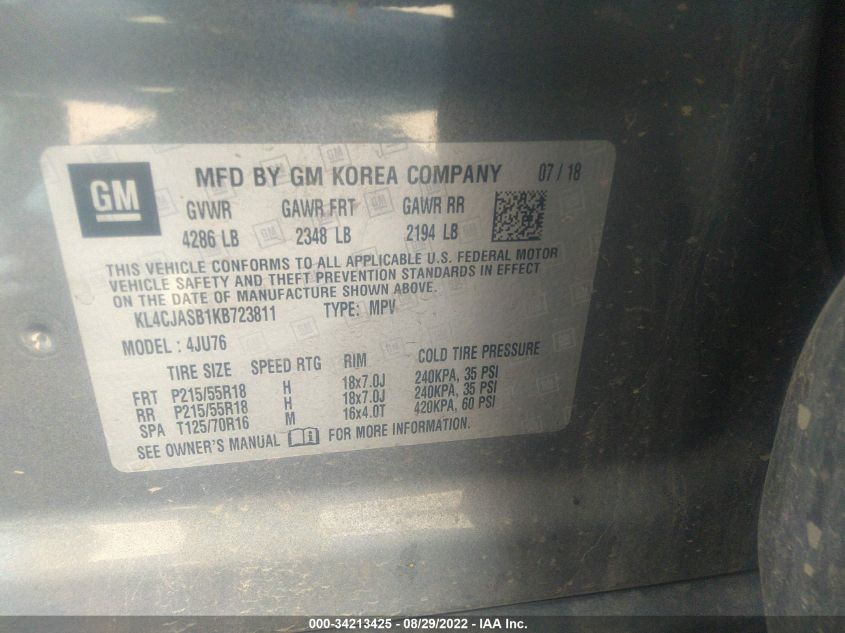 GM
MFD BY GM KOREA COMPANY 07 / 18
GVWR GAWR FRT GAWR RR
4286 LB 2348 LB 2194 LB
THIS VEHICLE CONFORMS TO ALL APPLICABLE U.S. FEDERAL MOTOR
VEHICLE SAFETY AND THEFT PREVENTION STANDARDS IN EFFECT
ON THE DATE OF MANUFACTURE SHOWN ABOVE.
KL4CJASB1KB723811 TYPE: MPV
MODEL : 4JU76
TIRE SIZE SPEED RTG RIM COLD TIRE PRESSURE
FRT P215/55R18 H 18x7.0J 240KPA, 35 PSI
RR P215/55R18 H 18x7.0J 240KPA, 35 PSI
SPA T125/70R16 M 16x4.0T 420KPA, 60 PSI
SEE OWNER'S MANUAL FOR MORE INFORMATION.
000-34213425 - 08/29/2022 - IAA Inc.